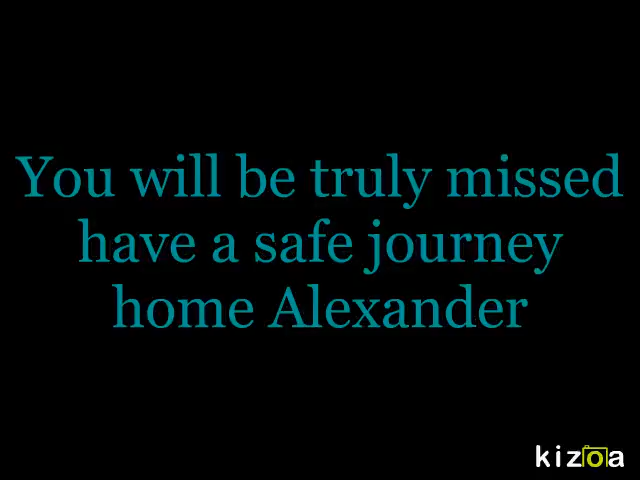 You will be truly missed
have a safe journey
home Alexander
kizoa